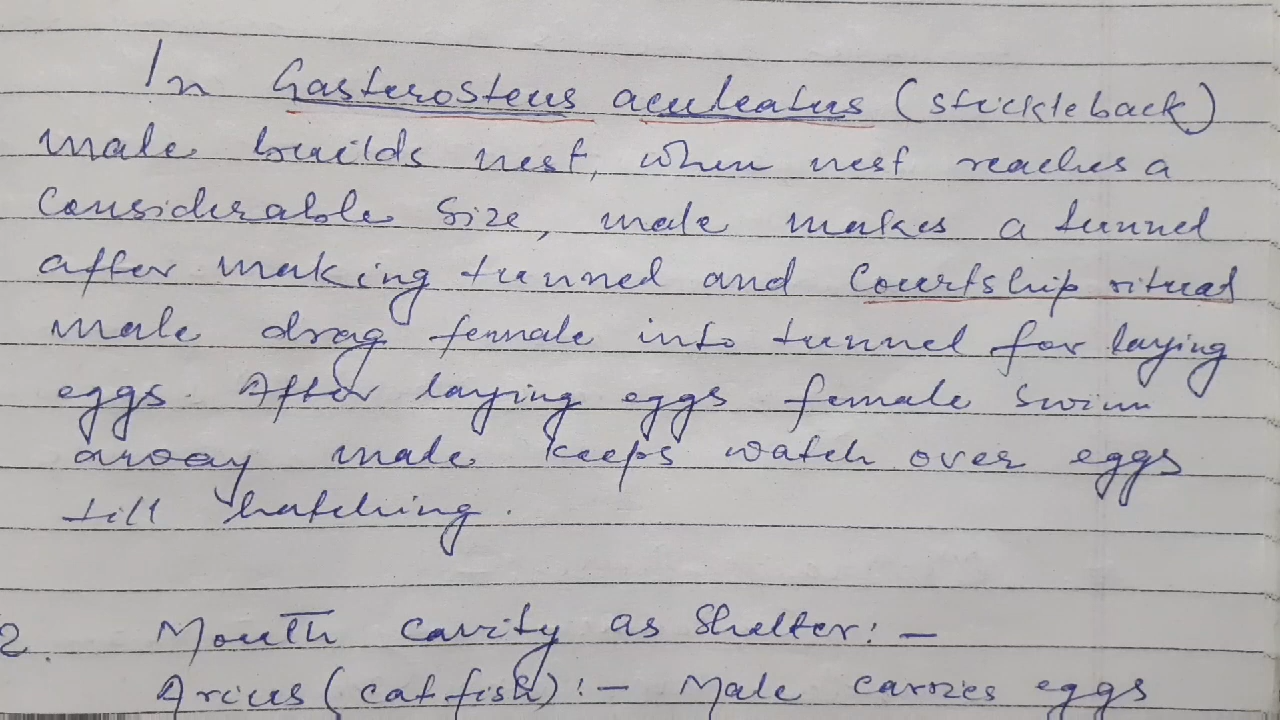 In Gasterosteus aculeatus (stickleback)
male builds nest, when nest reaches a
Considerable Size, male makes a tunnel
after making tunnel and Courtship ritual
male drag female into tunnel for laying
eggs. After laying eggs female swim
away male keeps watch over eggs
till hatching.
2. Mouth cavity as Shelter:-
Arius (cat fish):- Male carries eggs